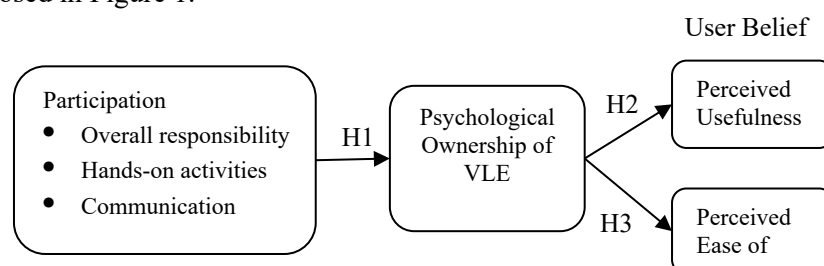 osed in Figure 1.
User Belief
Participation
• Overall responsibility
• Hands-on activities
• Communication
H1
Psychological
Ownership of
VLE
H2
Perceived
Usefulness
H3
Perceived
Ease of